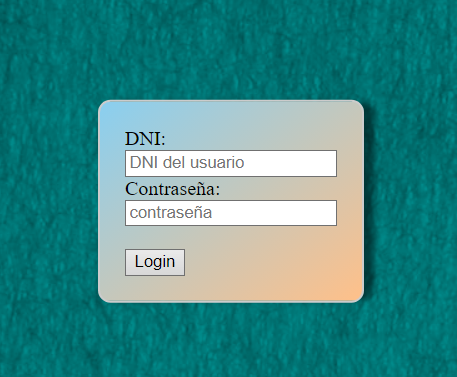 DNI:
DNI del usuario
Contraseña:
contraseña
Login